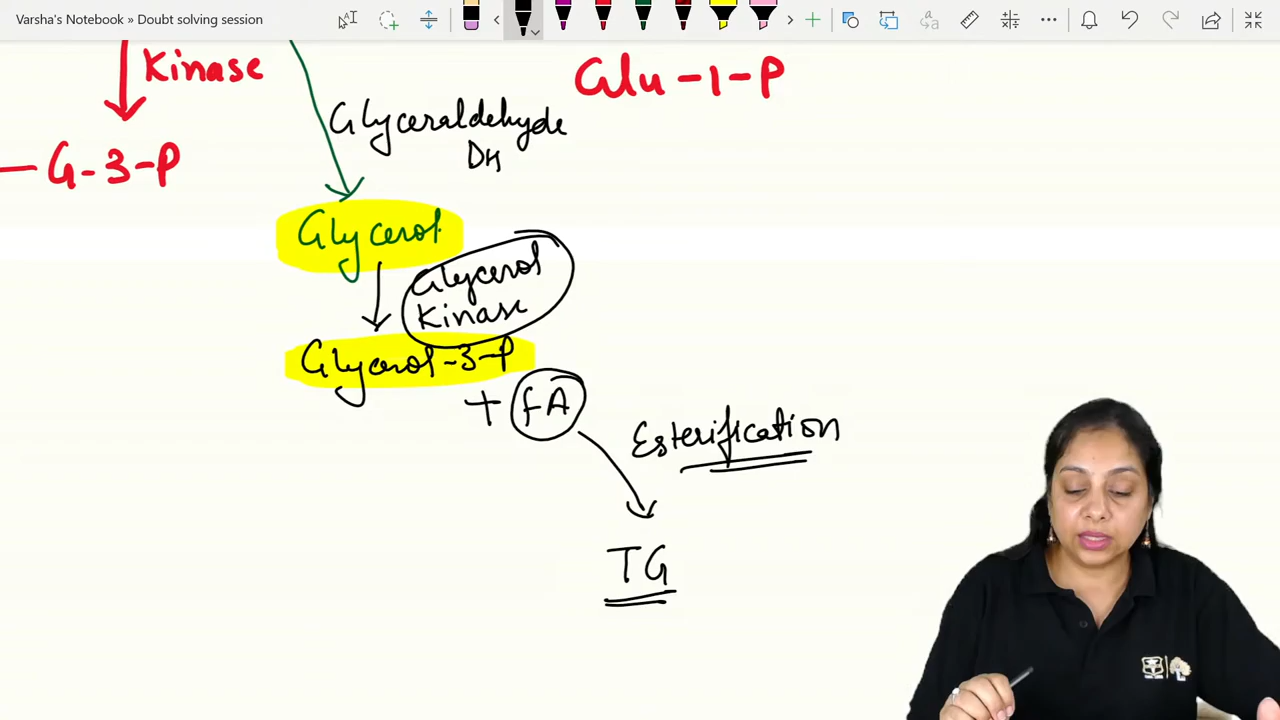 Varsha's Notebook » Doubt solving session
Kinase
Glu-1-P
Glyceraldehyde
DH
G-3-P
Glycerol
Glycerol
Kinase
Glycerol-3-P
+ FA
Esterification
TG